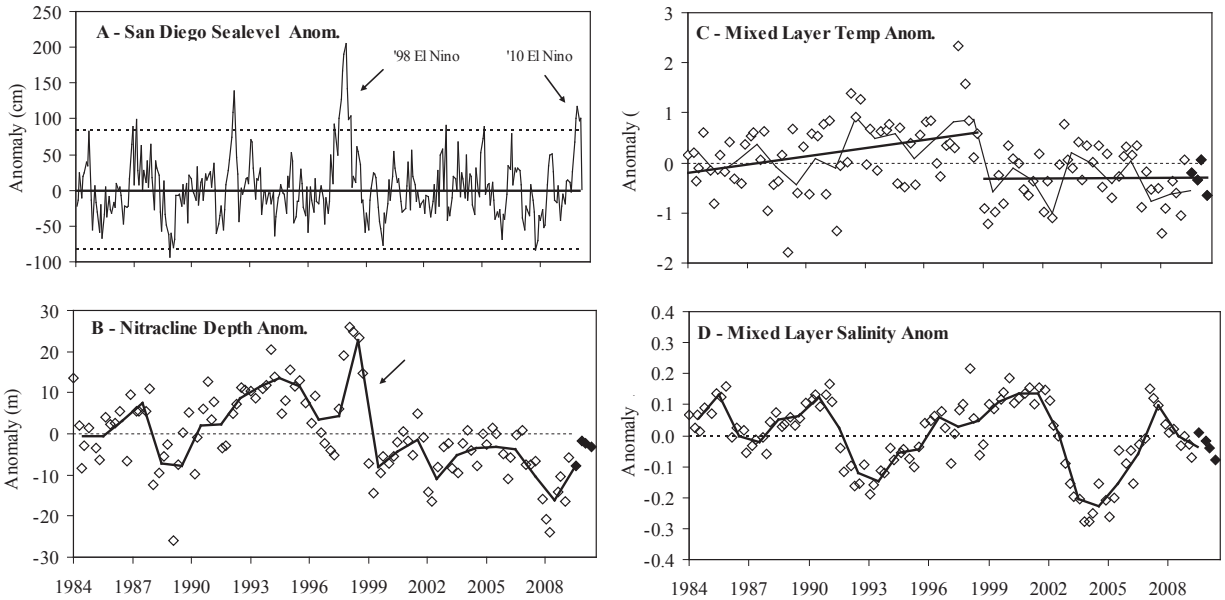 A - San Diego Sealevel Anom.
'98 El Nino
'10 El Nino
Anomaly (cm)
250
200
150
100
50
0
-50
-100
C - Mixed Layer Temp Anom.
Anomaly (
3
2
1
0
-1
-2
B - Nitracline Depth Anom.
Anomaly (m)
30
20
10
0
-10
-20
-30
1984 1987 1990 1993 1996 1999 2002 2005 2008
D - Mixed Layer Salinity Anom
Anomaly
0.4
0.3
0.2
0.1
0.0
-0.1
-0.2
-0.3
-0.4
1984 1987 1990 1993 1996 1999 2002 2005 2008